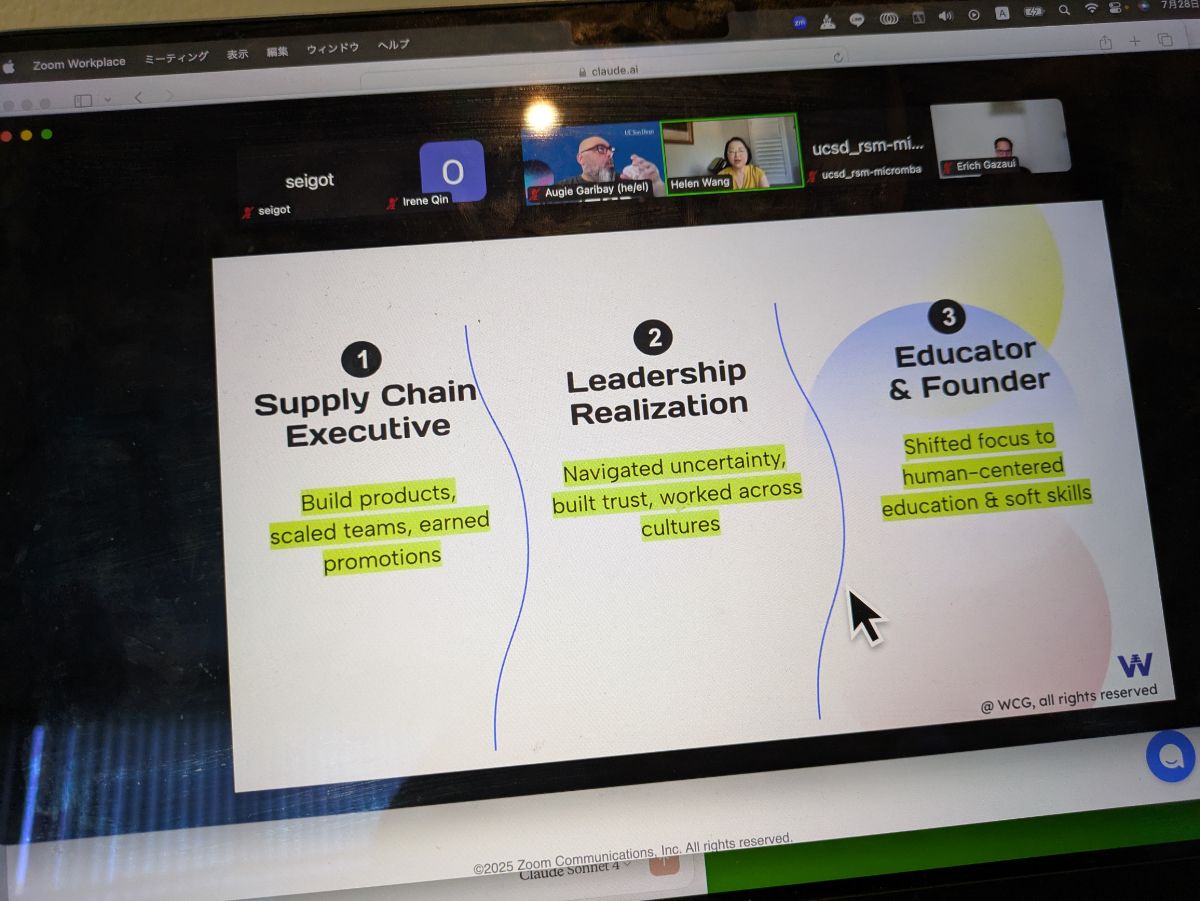 Zoom Workplace ミーティング 表示 編集 ウィンドウ ヘルプ
zm
A
7月28日
claude.ai
seigot
seigot
O
Irene Qin
UC San Diego
Augie Garibay (he/el)
Helen Wang
ucsd_rsm-mi...
ucsd_rsm-micromba
Erich Gazaui
1
Supply Chain
Executive
Build products,
scaled teams, earned
promotions
2
Leadership
Realization
Navigated uncertainty,
built trust, worked across
cultures
3
Educator
& Founder
Shifted focus to
human-centered
education & soft skills
W
@ WCG, all rights reserved
©2025 Zoom Communications, Inc. All rights reserved.
Claude Sonnet 4